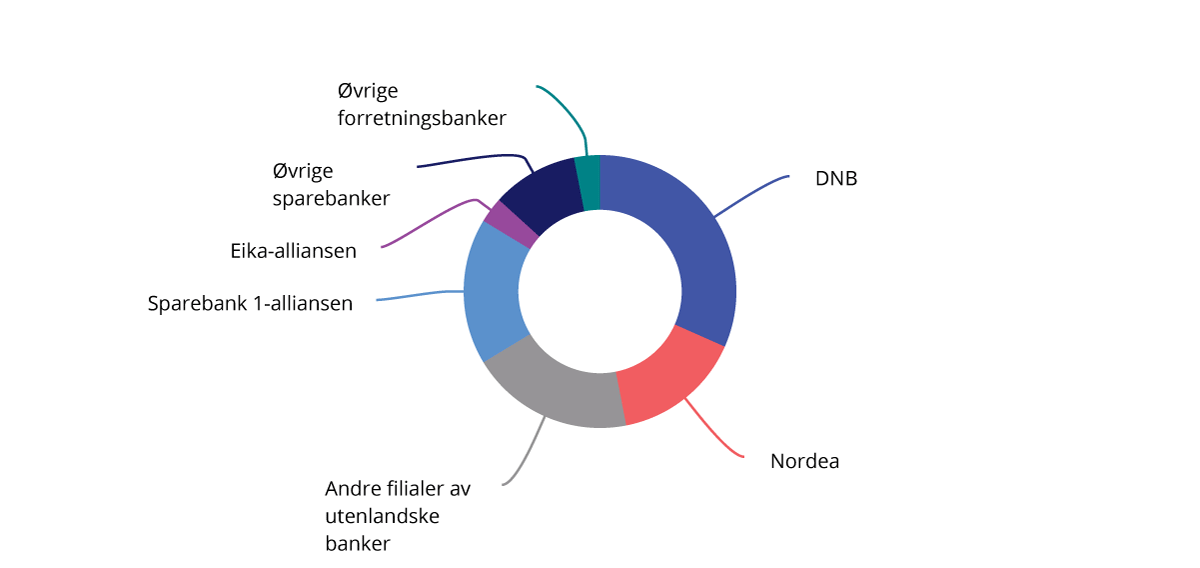 Øvrige
forretningsbanker
Øvrige
sparebanker
DNB
Eika-alliansen
Sparebank 1-alliansen
Nordea
Andre filialer av
utenlandske
banker